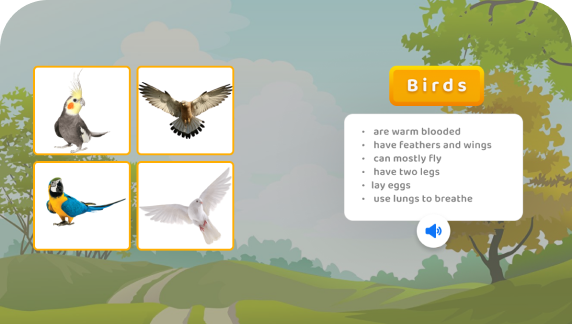 Birds
• are warm blooded
• have feathers and wings
• can mostly fly
• have two legs
• lay eggs
• use lungs to breathe